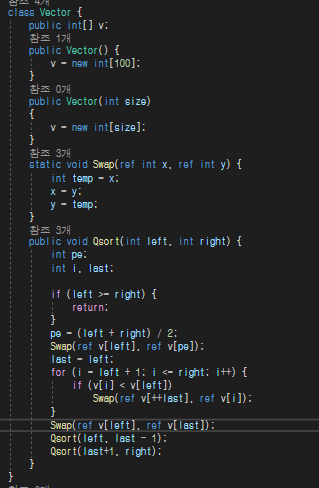 참조 4개
class Vector {
    public int[] v;
    참조 1개
    public Vector() {
        v = new int[100];
    }
    참조 0개
    public Vector(int size)
    {
        v = new int[size];
    }
    참조 3개
    static void Swap(ref int x, ref int y) {
        int temp = x;
        x = y;
        y = temp;
    }
    참조 3개
    public void Qsort(int left, int right) {
        int pe;
        int i, last;

        if (left >= right) {
            return;
        }
        pe = (left + right) / 2;
        Swap(ref v[left], ref v[pe]);
        last = left;
        for (i = left + 1; i <= right; i++) {
            if (v[i] < v[left])
                Swap(ref v[++last], ref v[i]);
        }
        Swap(ref v[left], ref v[last]);
        Qsort(left, last - 1);
        Qsort(last+1, right);
    }
}